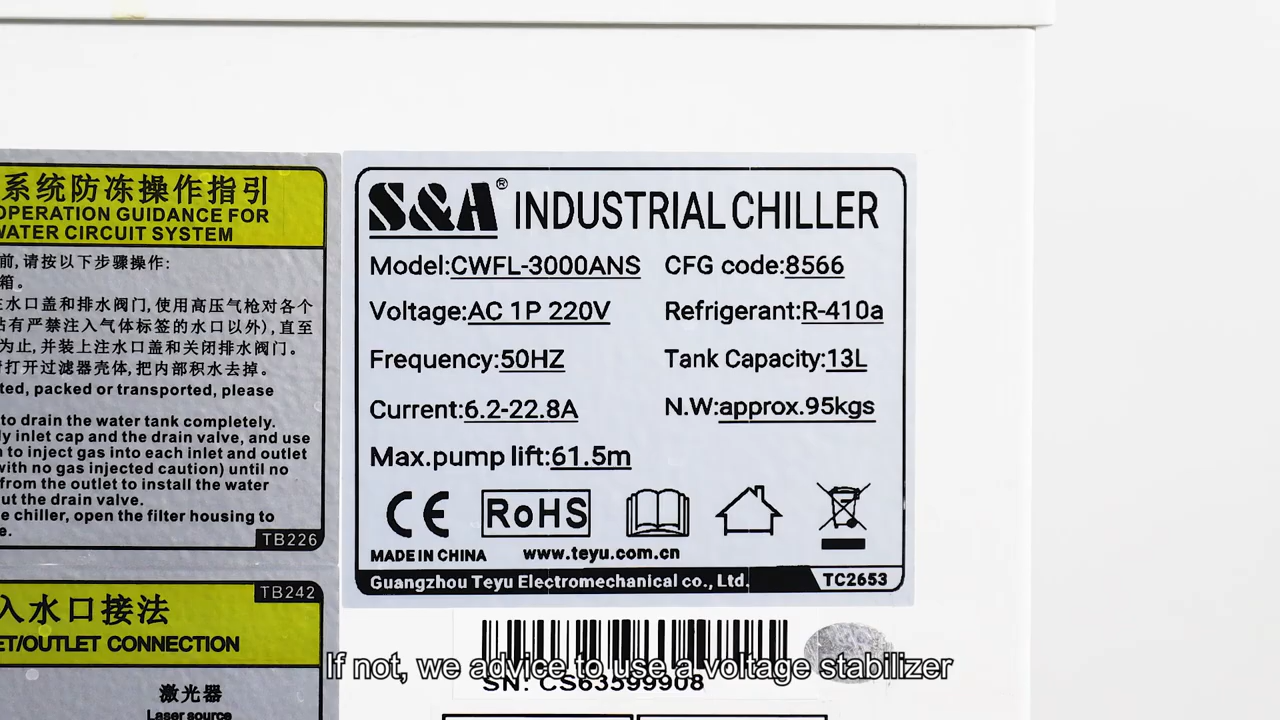 系统防冻操作指引
OPERATION GUIDANCE FOR
WATER CIRCUIT SYSTEM
前,请按以下步骤操作:
箱。
水口盖和排水阀门,使用高压气枪对各个
贴有严禁注入气体标签的水口以外),直至
为止,并装上注水口盖和关闭排水阀门。
打开过滤器壳体,把内部积水去掉。
ted, packed or transported, please
to drain the water tank completely.
ly inlet cap and the drain valve, and use
n to inject gas into each inlet and outlet
with no gas injected caution) until no
from the outlet to install the water
ut the drain valve.
e chiller, open the filter housing to
e.
TB226
TB242
入水口接法
ET/OUTLET CONNECTION
激光器
Laser source
S&A® INDUSTRIAL CHILLER
Model:CWFL-3000ANS CFG code:8566
Voltage:AC 1P 220V Refrigerant:R-410a
Frequency:50HZ Tank Capacity:13L
Current:6.2-22.8A N.W:approx.95kgs
Max.pump lift:61.5m
CE RoHS
MADE IN CHINA www.teyu.com.cn
Guangzhou Teyu Electromechanical co., Ltd. TC2653
SN: CS63599908
If not, we advice to use a voltage stabilizer